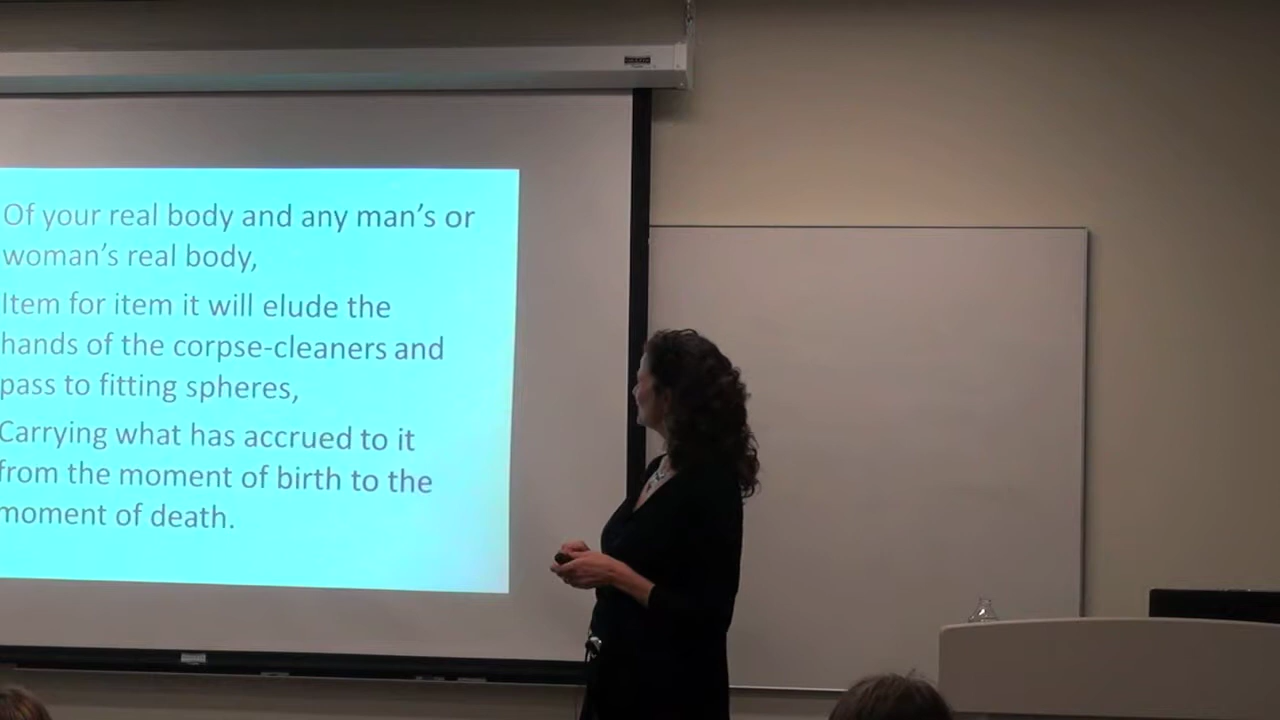 Of your real body and any man's or
woman's real body,
Item for item it will elude the
hands of the corpse-cleaners and
pass to fitting spheres,
Carrying what has accrued to it
from the moment of birth to the
moment of death.